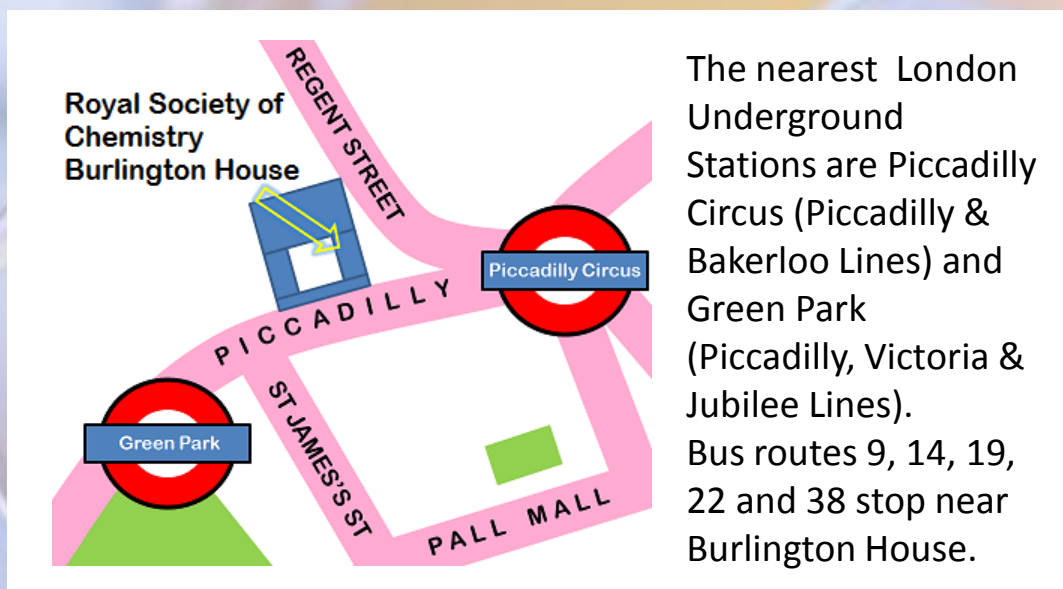 Royal Society of
Chemistry
Burlington House
REGENT STREET
Piccadilly Circus
PICCADILLY
Green Park
ST JAMES'S ST
PALL MALL
The nearest London
Underground
Stations are Piccadilly
Circus (Piccadilly &
Bakerloo Lines) and
Green Park
(Piccadilly, Victoria &
Jubilee Lines).
Bus routes 9, 14, 19,
22 and 38 stop near
Burlington House.